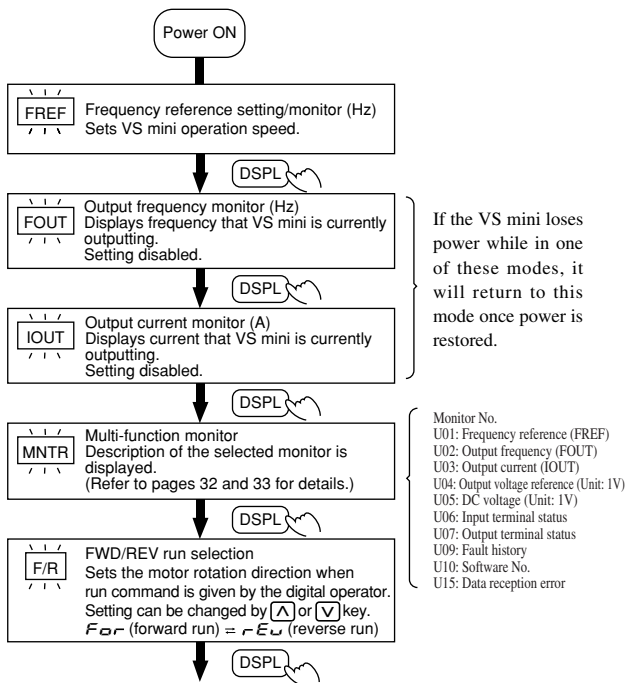 Power ON
FREF
Frequency reference setting/monitor (Hz)
Sets VS mini operation speed.
DSPL
FOUT
Output frequency monitor (Hz)
Displays frequency that VS mini is currently
outputting.
Setting disabled.
DSPL
IOUT
Output current monitor (A)
Displays current that VS mini is currently
outputting.
Setting disabled.
If the VS mini loses
power while in one
of these modes, it
will return to this
mode once power is
restored.
DSPL
MNTR
Multi-function monitor
Description of the selected monitor is
displayed.
(Refer to pages 32 and 33 for details.)
DSPL
Monitor No.
U01: Frequency reference (FREF)
U02: Output frequency (FOUT)
U03: Output current (IOUT)
U04: Output voltage reference (Unit: 1V)
U05: DC voltage (Unit: 1V)
U06: Input terminal status
U07: Output terminal status
U09: Fault history
U10: Software No.
U15: Data reception error
F/R
FWD/REV run selection
Sets the motor rotation direction when
run command is given by the digital operator.
Setting can be changed by ∧ or ∨ key.
For (forward run) ⇌ rEv (reverse run)
DSPL